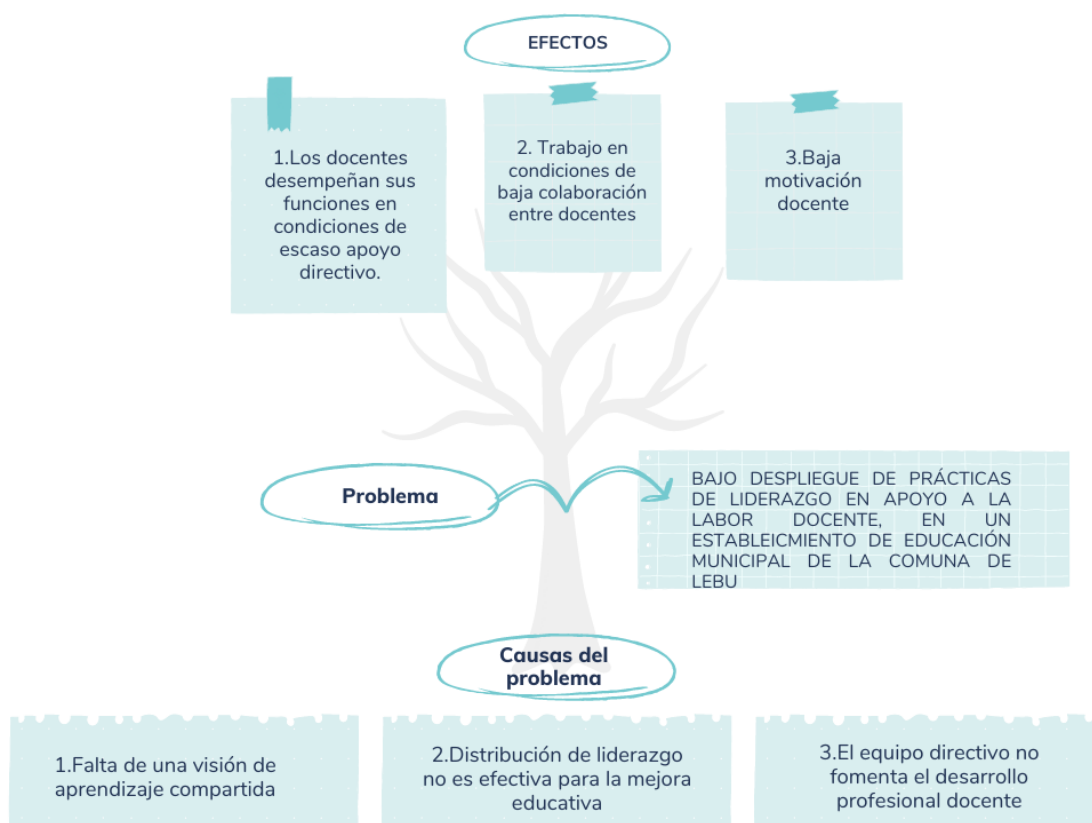 EFECTOS
1.Los docentes
desempeñan sus
funciones en
condiciones de
escaso apoyo
directivo.
2. Trabajo en
condiciones de
baja colaboración
entre docentes
3.Baja
motivación
docente
Problema
BAJO DESPLIEGUE DE PRÁCTICAS
DE LIDERAZGO EN APOYO A LA
LABOR DOCENTE, EN UN
ESTABLEICMIENTO DE EDUCACIÓN
MUNICIPAL DE LA COMUNA DE
LEBU
Causas del
problema
1.Falta de una visión de
aprendizaje compartida
2.Distribución de liderazgo
no es efectiva para la mejora
educativa
3.El equipo directivo no
fomenta el desarrollo
profesional docente